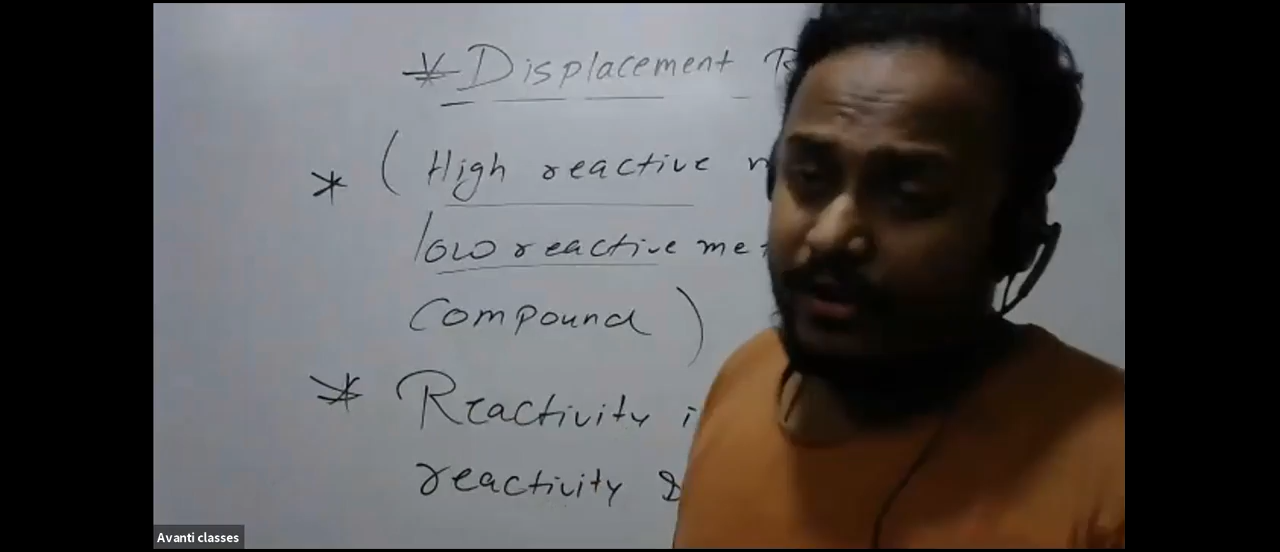 * Displacement
* (High reactive
low reactive
compound)
* Reactivity
reactivity
Avanti classes